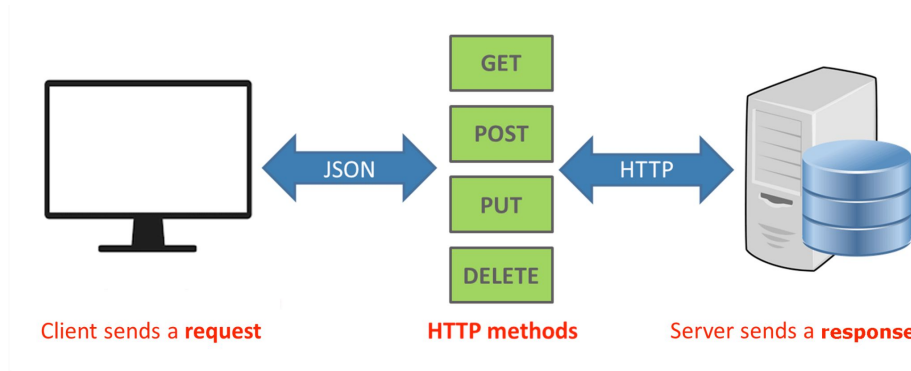 GET
POST
JSON
HTTP
PUT
DELETE
Client sends a request
HTTP methods
Server sends a response